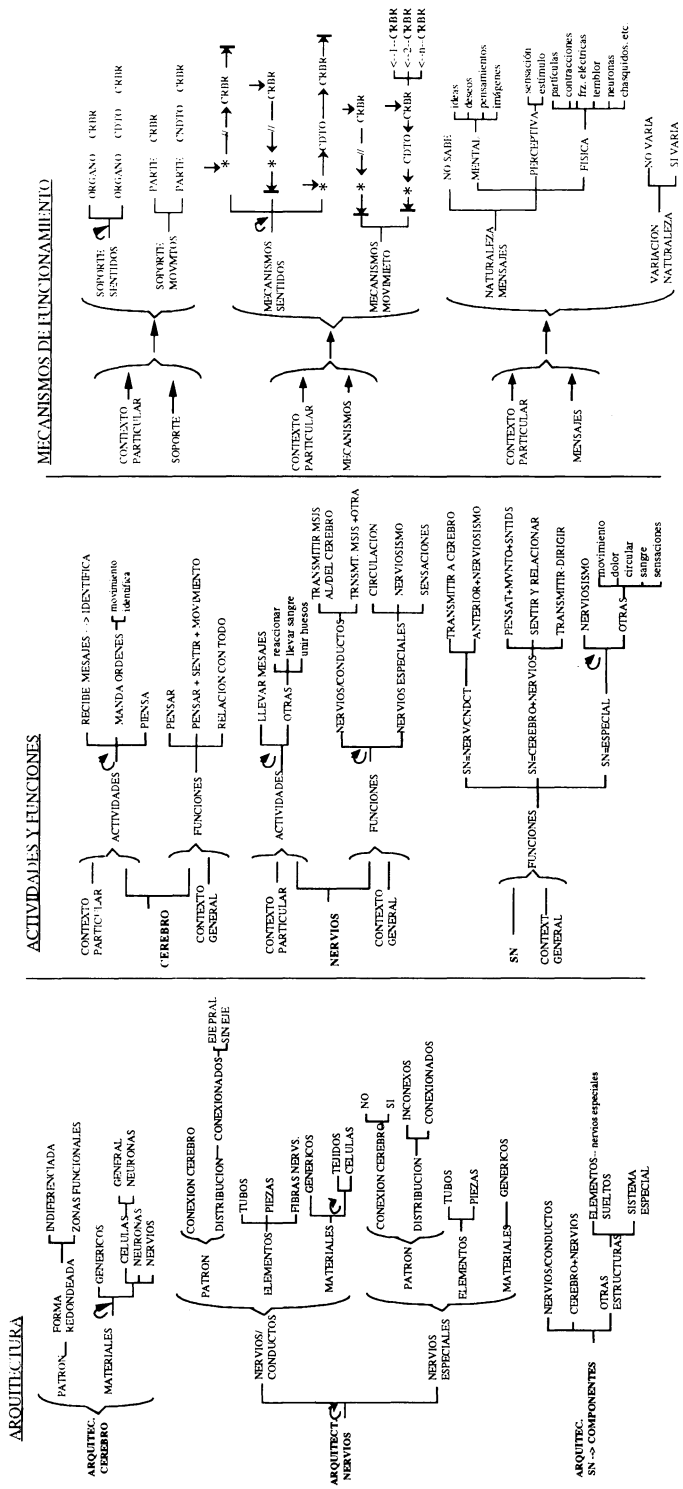 ARQUITECTURA
ARQUITEC.
CEREBRO
PATRON
FORMA
REDONDEADA
INDIFERENCIADA
ZONAS FUNCIONALES
MATERIALES
GENERICOS
CELULAS
GENERAL
NEURONAS
NEURONAS
NERVIOS
ARQUITECT.
NERVIOS
NERVIOS/
CONDUCTOS
PATRON
CONEXION CEREBRO
DISTRIBUCION
CONEXIONADOS
EJE PRAL
SIN EJE
ELEMENTOS
TUBOS
PIEZAS
FIBRAS NERVS.
MATERIALES
GENERICOS
TEJIDOS
CELULAS
NERVIOS
ESPECIALES
PATRON
CONEXION CEREBRO
NO
SI
DISTRIBUCION
INCONEXOS
CONEXIONADOS
ELEMENTOS
TUBOS
PIEZAS
MATERIALES
GENERICOS
ARQUITEC.
SN --> COMPONENTES
NERVIOS/CONDUCTOS
CEREBRO+NERVIOS
OTRAS
ESTRUCTURAS
ELEMENTOS-- nervios especiales
SUELTOS
SISTEMA
ESPECIAL
ACTIVIDADES Y FUNCIONES
CONTEXTO
PARTICULAR
CEREBRO
CONTEXTO
GENERAL
ACTIVIDADES
RECIBE MESAJES --> IDENTIFICA
MANDA ORDENES
movimiento
identifica
PIENSA
FUNCIONES
PENSAR
PENSAR + SENTIR + MOVIMIENTO
RELACION CON TODO
CONTEXTO
PARTICULAR
NERVIOS
CONTEXTO
GENERAL
ACTIVIDADES
LLEVAR MESAJES
OTRAS
reaccionar
llevar sangre
unir huesos
FUNCIONES
NERVIOS/CONDUCTOS
TRANSMITIR MSJS
AL/DEL CEREBRO
TRNSMT. MSJS +OTRA
NERVIOS ESPECIALES
CIRCULACION
NERVIOSISMO
SENSACIONES
SN
CONTEXT
GENERAL
FUNCIONES
SN=NERV/CNDCT
TRANSMITIR A CEREBRO
ANTERIOR+NERVIOSISMO
SN=CEREBRO+NERVIOS
PENSAT+MVNTO+SNTIDS
SENTIR Y RELACIONAR
TRANSMITIR-DIRIGIR
SN=ESPECIAL
NERVIOSISMO
OTRAS
movimiento
dolor
circular
sangre
sensaciones
MECANISMOS DE FUNCIONAMIENTO
CONTEXTO
PARTICULAR
SOPORTE
SOPORTE
SENTIDOS
ORGANO CRBR
ORGANO CDTO CRBR
SOPORTE
MOVMTOS
PARTE CRBR
PARTE CNDTO CRBR
CONTEXTO
PARTICULAR
MECANISMOS
MECANISMOS
SENTIDOS
* // CRBR
* // CRBR
* CDTO CRBR
MECANISMOS
MOVIMIETO
* // CRBR
* CDTO CRBR
<--1--CRBR
<--2--CRBR
<--n--CRBR
CONTEXTO
PARTICULAR
MENSAJES
NATURALEZA
MENSAJES
NO SABE
MENTAL
ideas
deseos
pensamientos
imágenes
PERCEPTIVA
sensación
estímulo
FISICA
partículas
contracciones
frz. eléctricas
temblor
neuronas
chasquidos, etc.
VARIACION
NATURALEZA
NO VARIA
SI VARIA